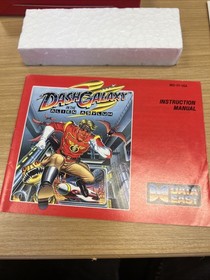 DASH GALAXY
IN THE
ALIEN ASYLUM
INSTRUCTION
MANUAL
DATA
EAST